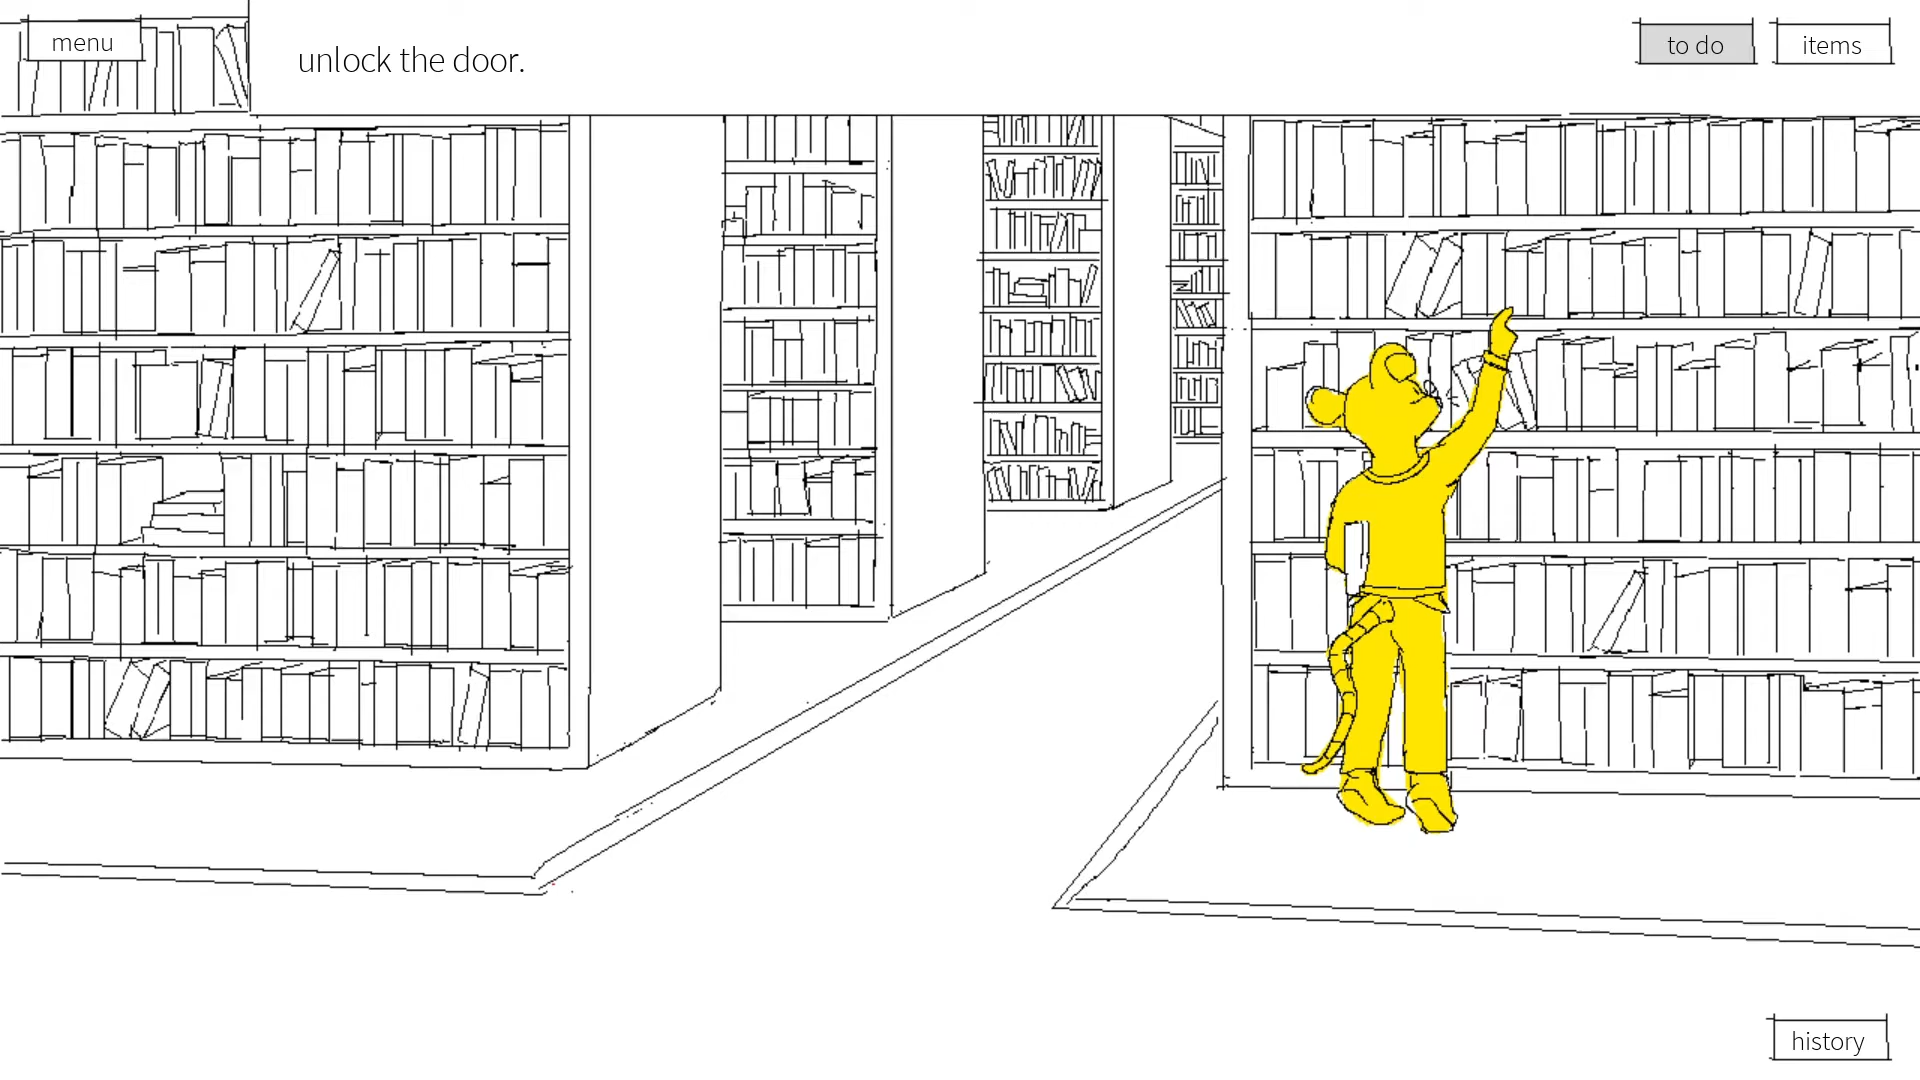 menu
unlock the door.
to do
items
history